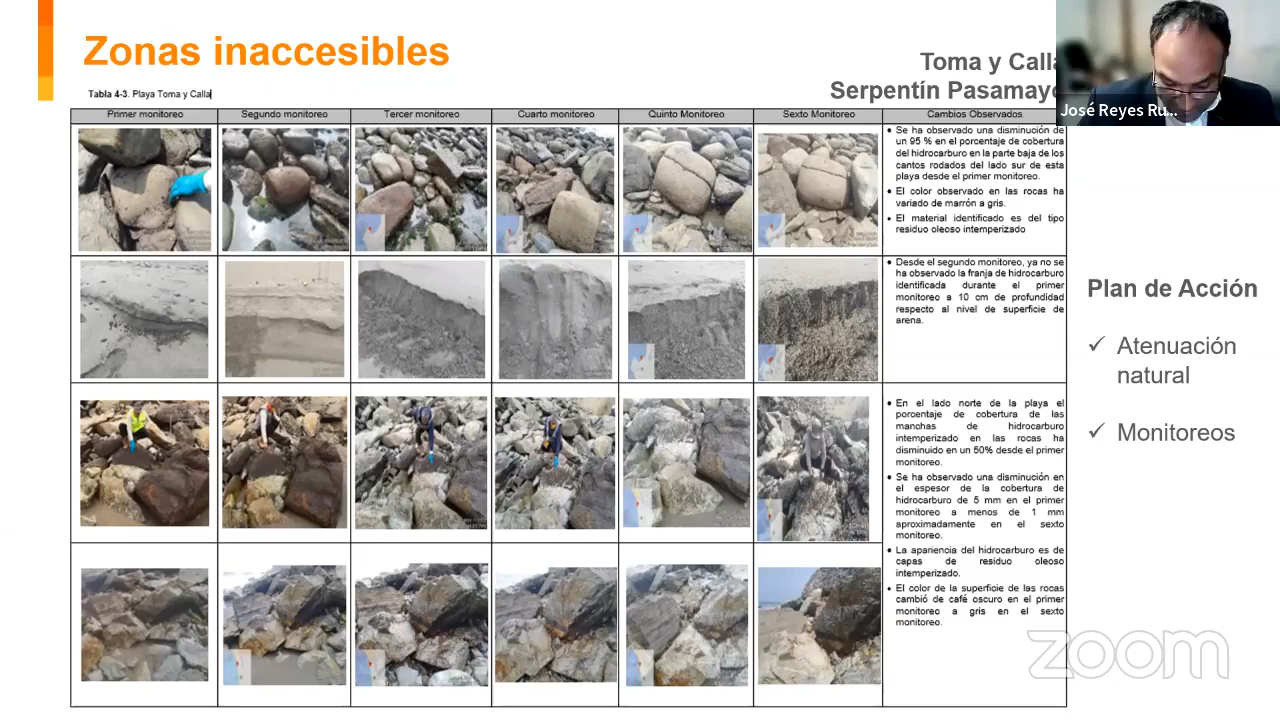 Zonas inaccesibles
Toma y Calla
Serpentín Pasamayo
José Reyes Ru...
Tabla 4-3. Playa Toma y Calla
Primer monitoreo
Segundo monitoreo
Tercer monitoreo
Cuarto monitoreo
Quinto Monitoreo
Sexto Monitoreo
Cambios Observados
• Se ha observado una disminución de
un 95 % en el porcentaje de cobertura
del hidrocarburo en la parte baja de los
cantos rodados del lado sur de esta
playa desde el primer monitoreo.
• El color observado en las rocas ha
variado de marrón a gris.
• El material identificado es del tipo
residuo oleoso intemperizado
• Desde el segundo monitoreo, ya no se
ha observado la franja de hidrocarburo
identificada durante el primer
monitoreo a 10 cm de profundidad
respecto al nivel de superficie de
arena.
• En el lado norte de la playa el
porcentaje de cobertura de las
manchas de hidrocarburo
intemperizado en las rocas ha
disminuido en un 50% desde el primer
monitoreo.
• Se ha observado una disminución en
el espesor de la cobertura de
hidrocarburo de 5 mm en el primer
monitoreo a menos de 1 mm
aproximadamente en el sexto
monitoreo.
• La apariencia del hidrocarburo es de
capas de residuo oleoso
intemperizado.
• El color de la superficie de las rocas
cambió de café oscuro en el primer
monitoreo a gris en el sexto
monitoreo.
Plan de Acción
✓ Atenuación
natural
✓ Monitoreos
zoom